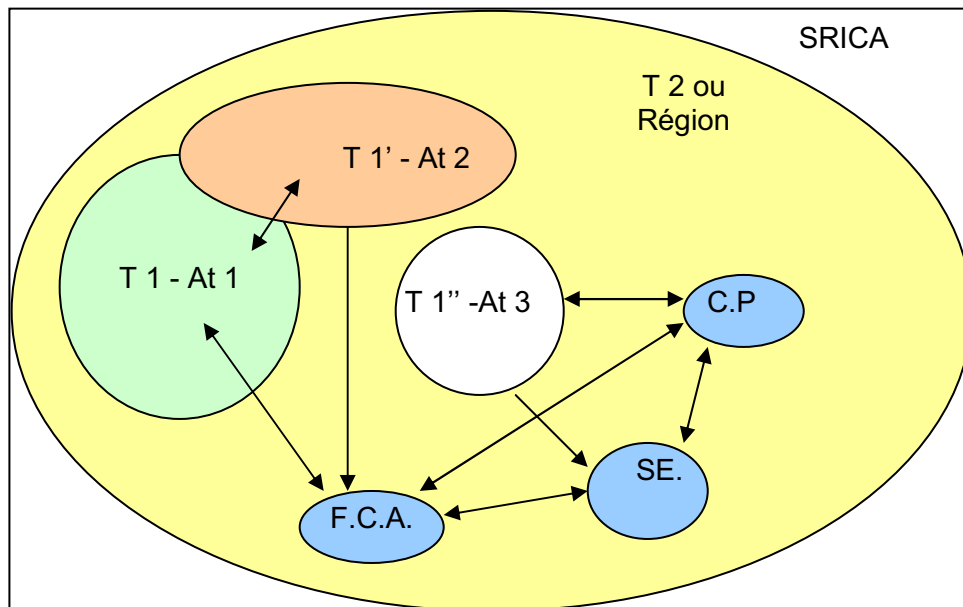 SRICA
T 2 ou
Région
T 1' - At 2
T 1 - At 1
T 1'' -At 3
C.P
SE.
F.C.A.